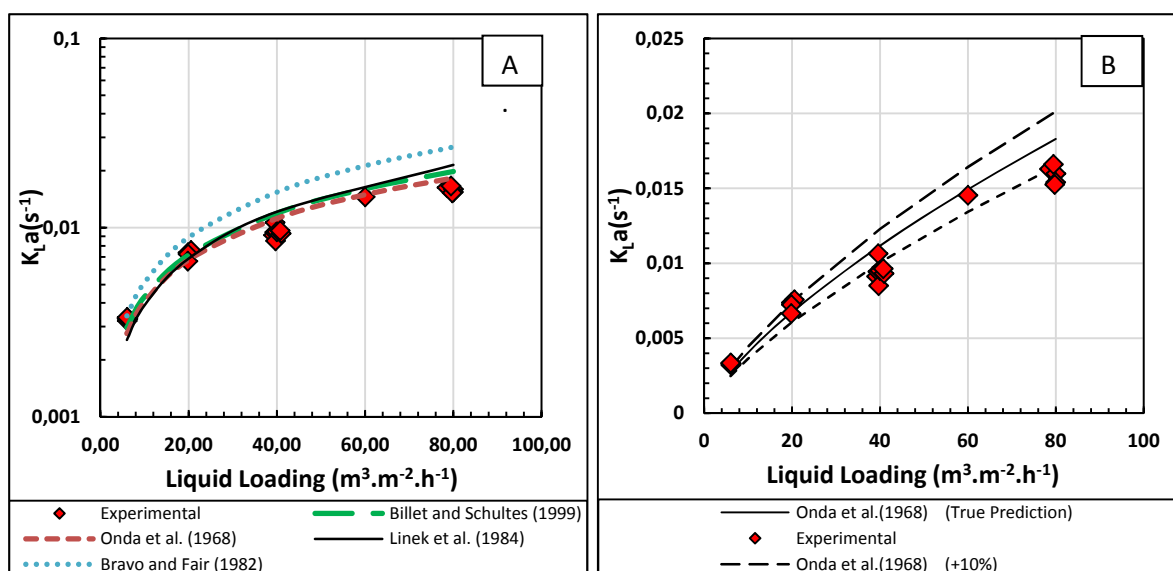 A
K_La(s⁻¹)
0,1
0,01
0,001
0,00 20,00 40,00 60,00 80,00 100,00
Liquid Loading (m³.m⁻².h⁻¹)
Experimental
Billet and Schultes (1999)
Onda et al. (1968)
Linek et al. (1984)
Bravo and Fair (1982)
B
K_La(s⁻¹)
0,025
0,02
0,015
0,01
0,005
0
0 20 40 60 80 100
Liquid Loading (m³.m⁻².h⁻¹)
Onda et al.(1968) (True Prediction)
Experimental
Onda et al.(1968) (+10%)